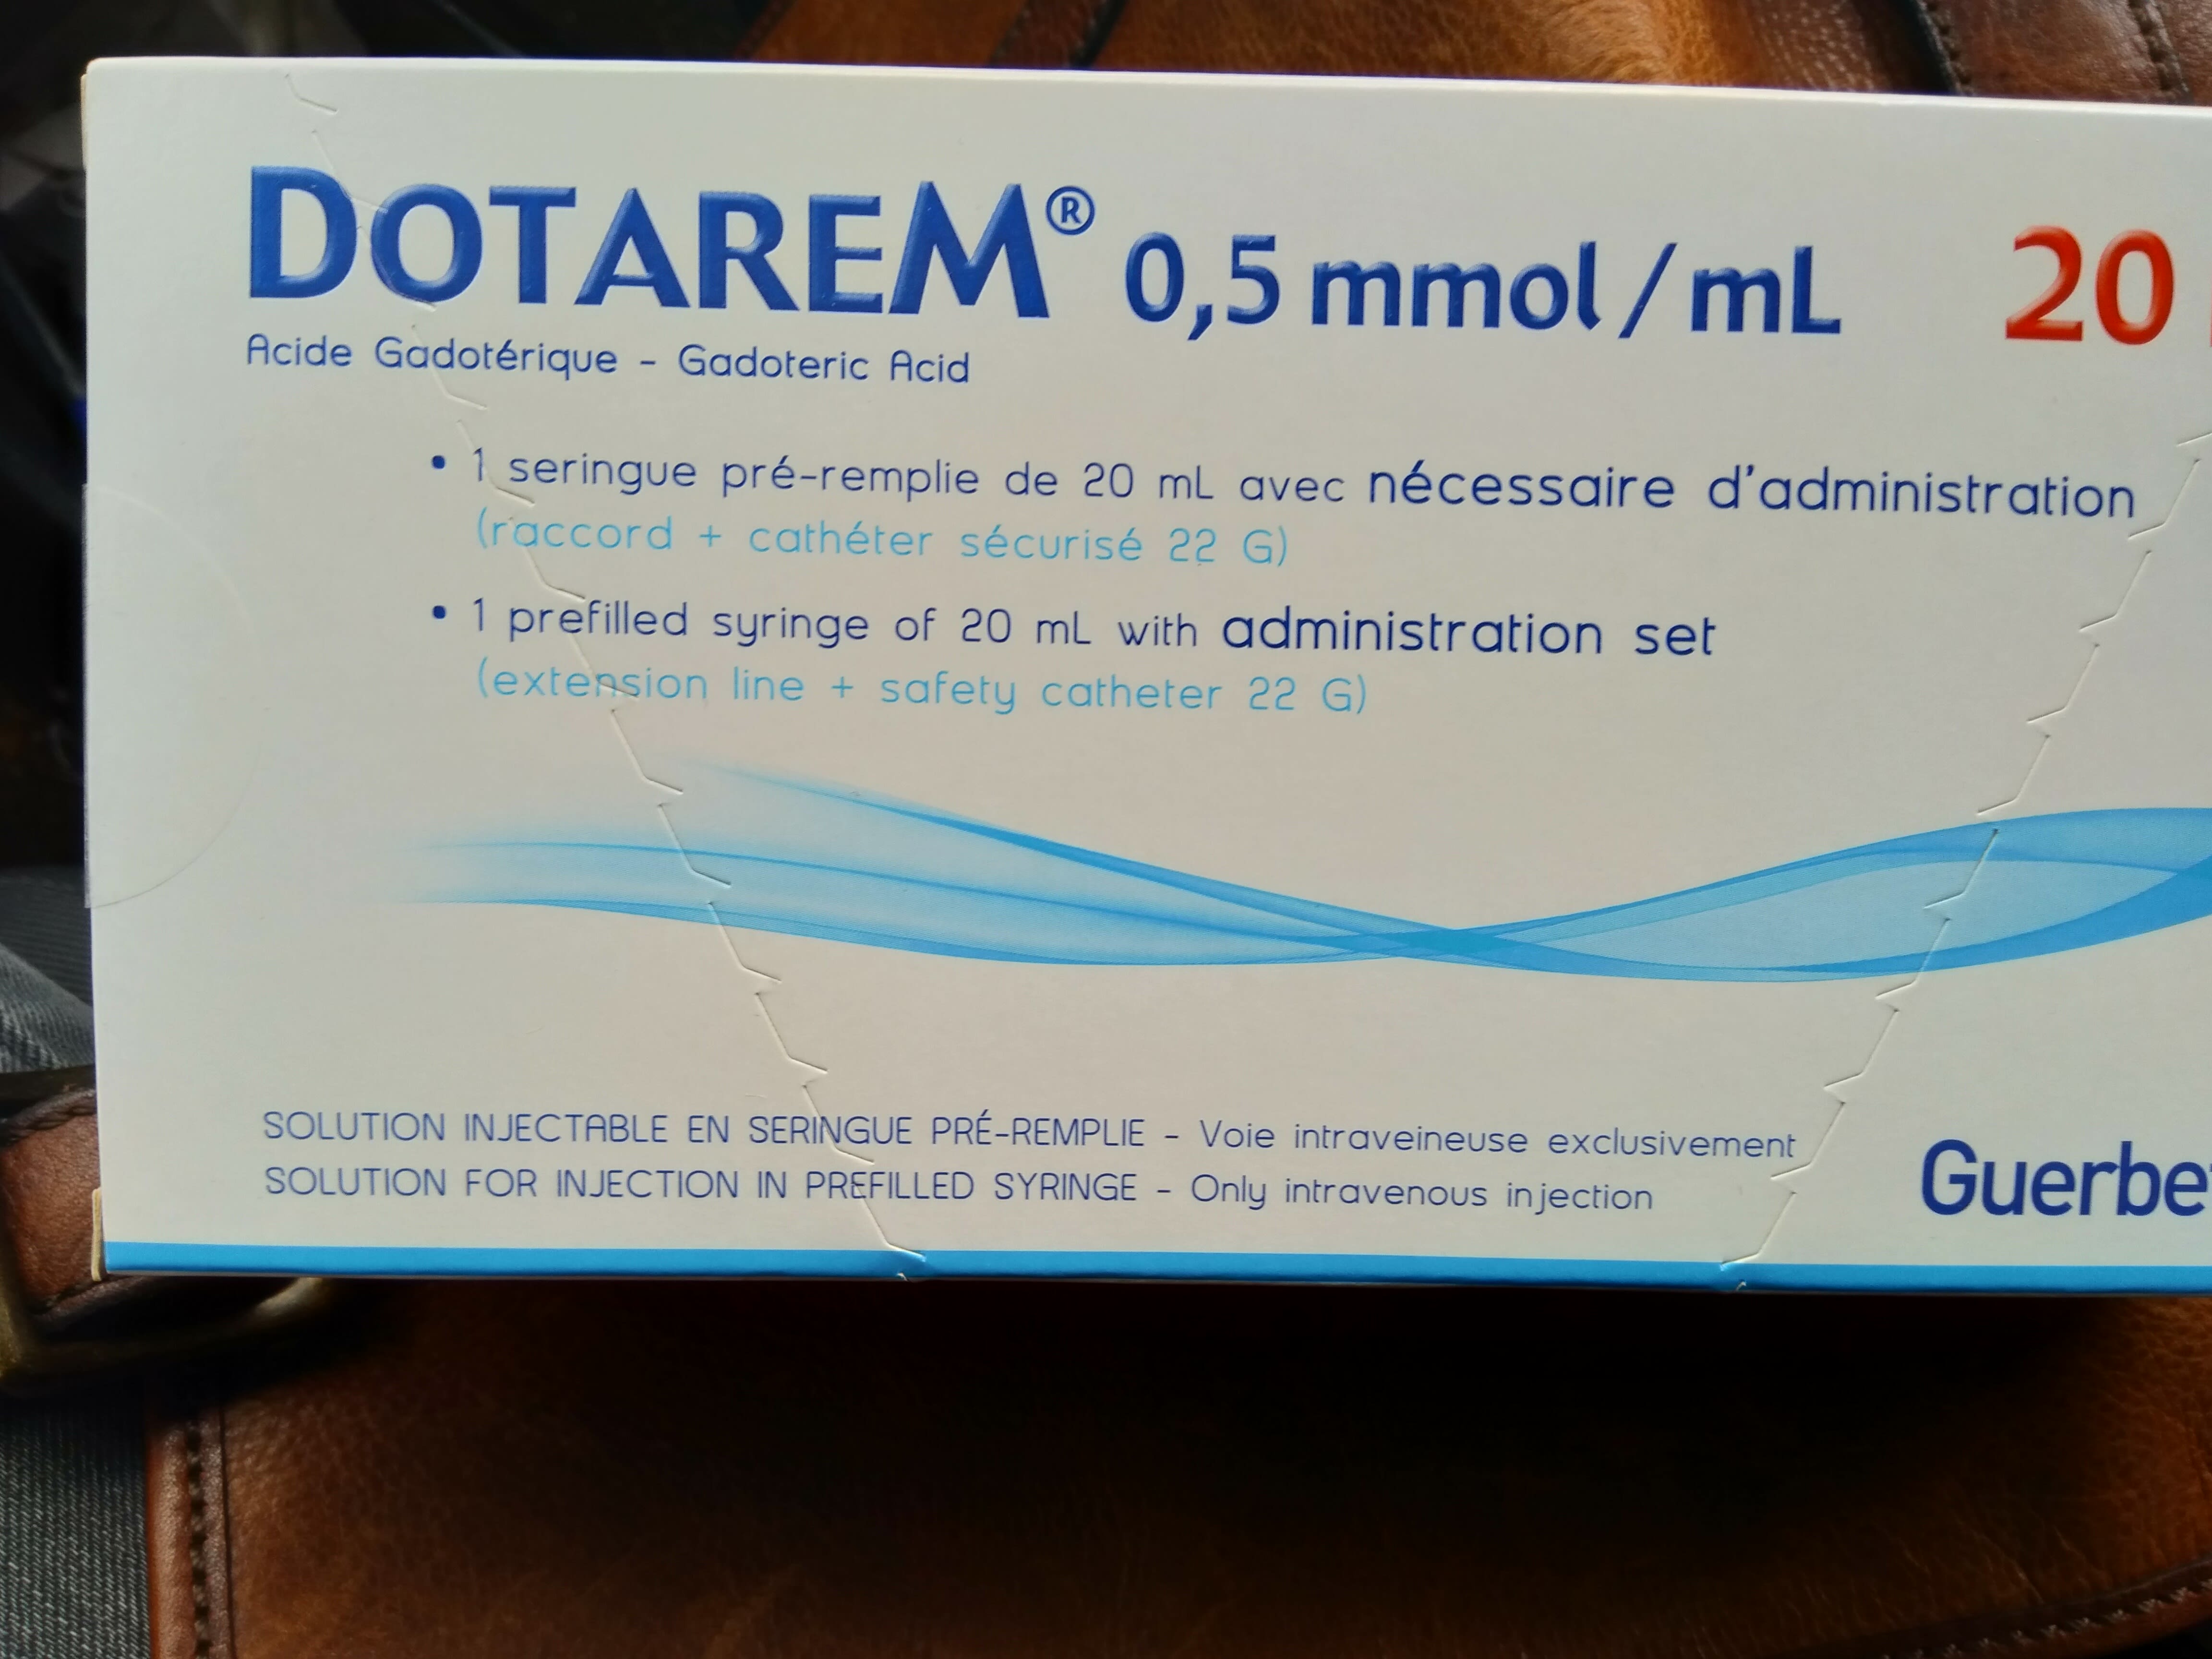 DOTAREM® 0,5 mmol/mL 20
Acide Gadotérique - Gadoteric Acid
• 1 seringue pré-remplie de 20 mL avec nécessaire d'administration
(raccord + cathéter sécurisé 22 G)
• 1 prefilled syringe of 20 mL with administration set
(extension line + safety catheter 22 G)
SOLUTION INJECTABLE EN SERINGUE PRÉ-REMPLIE - Voie intraveineuse exclusivement
SOLUTION FOR INJECTION IN PREFILLED SYRINGE - Only intravenous injection
Guerbet